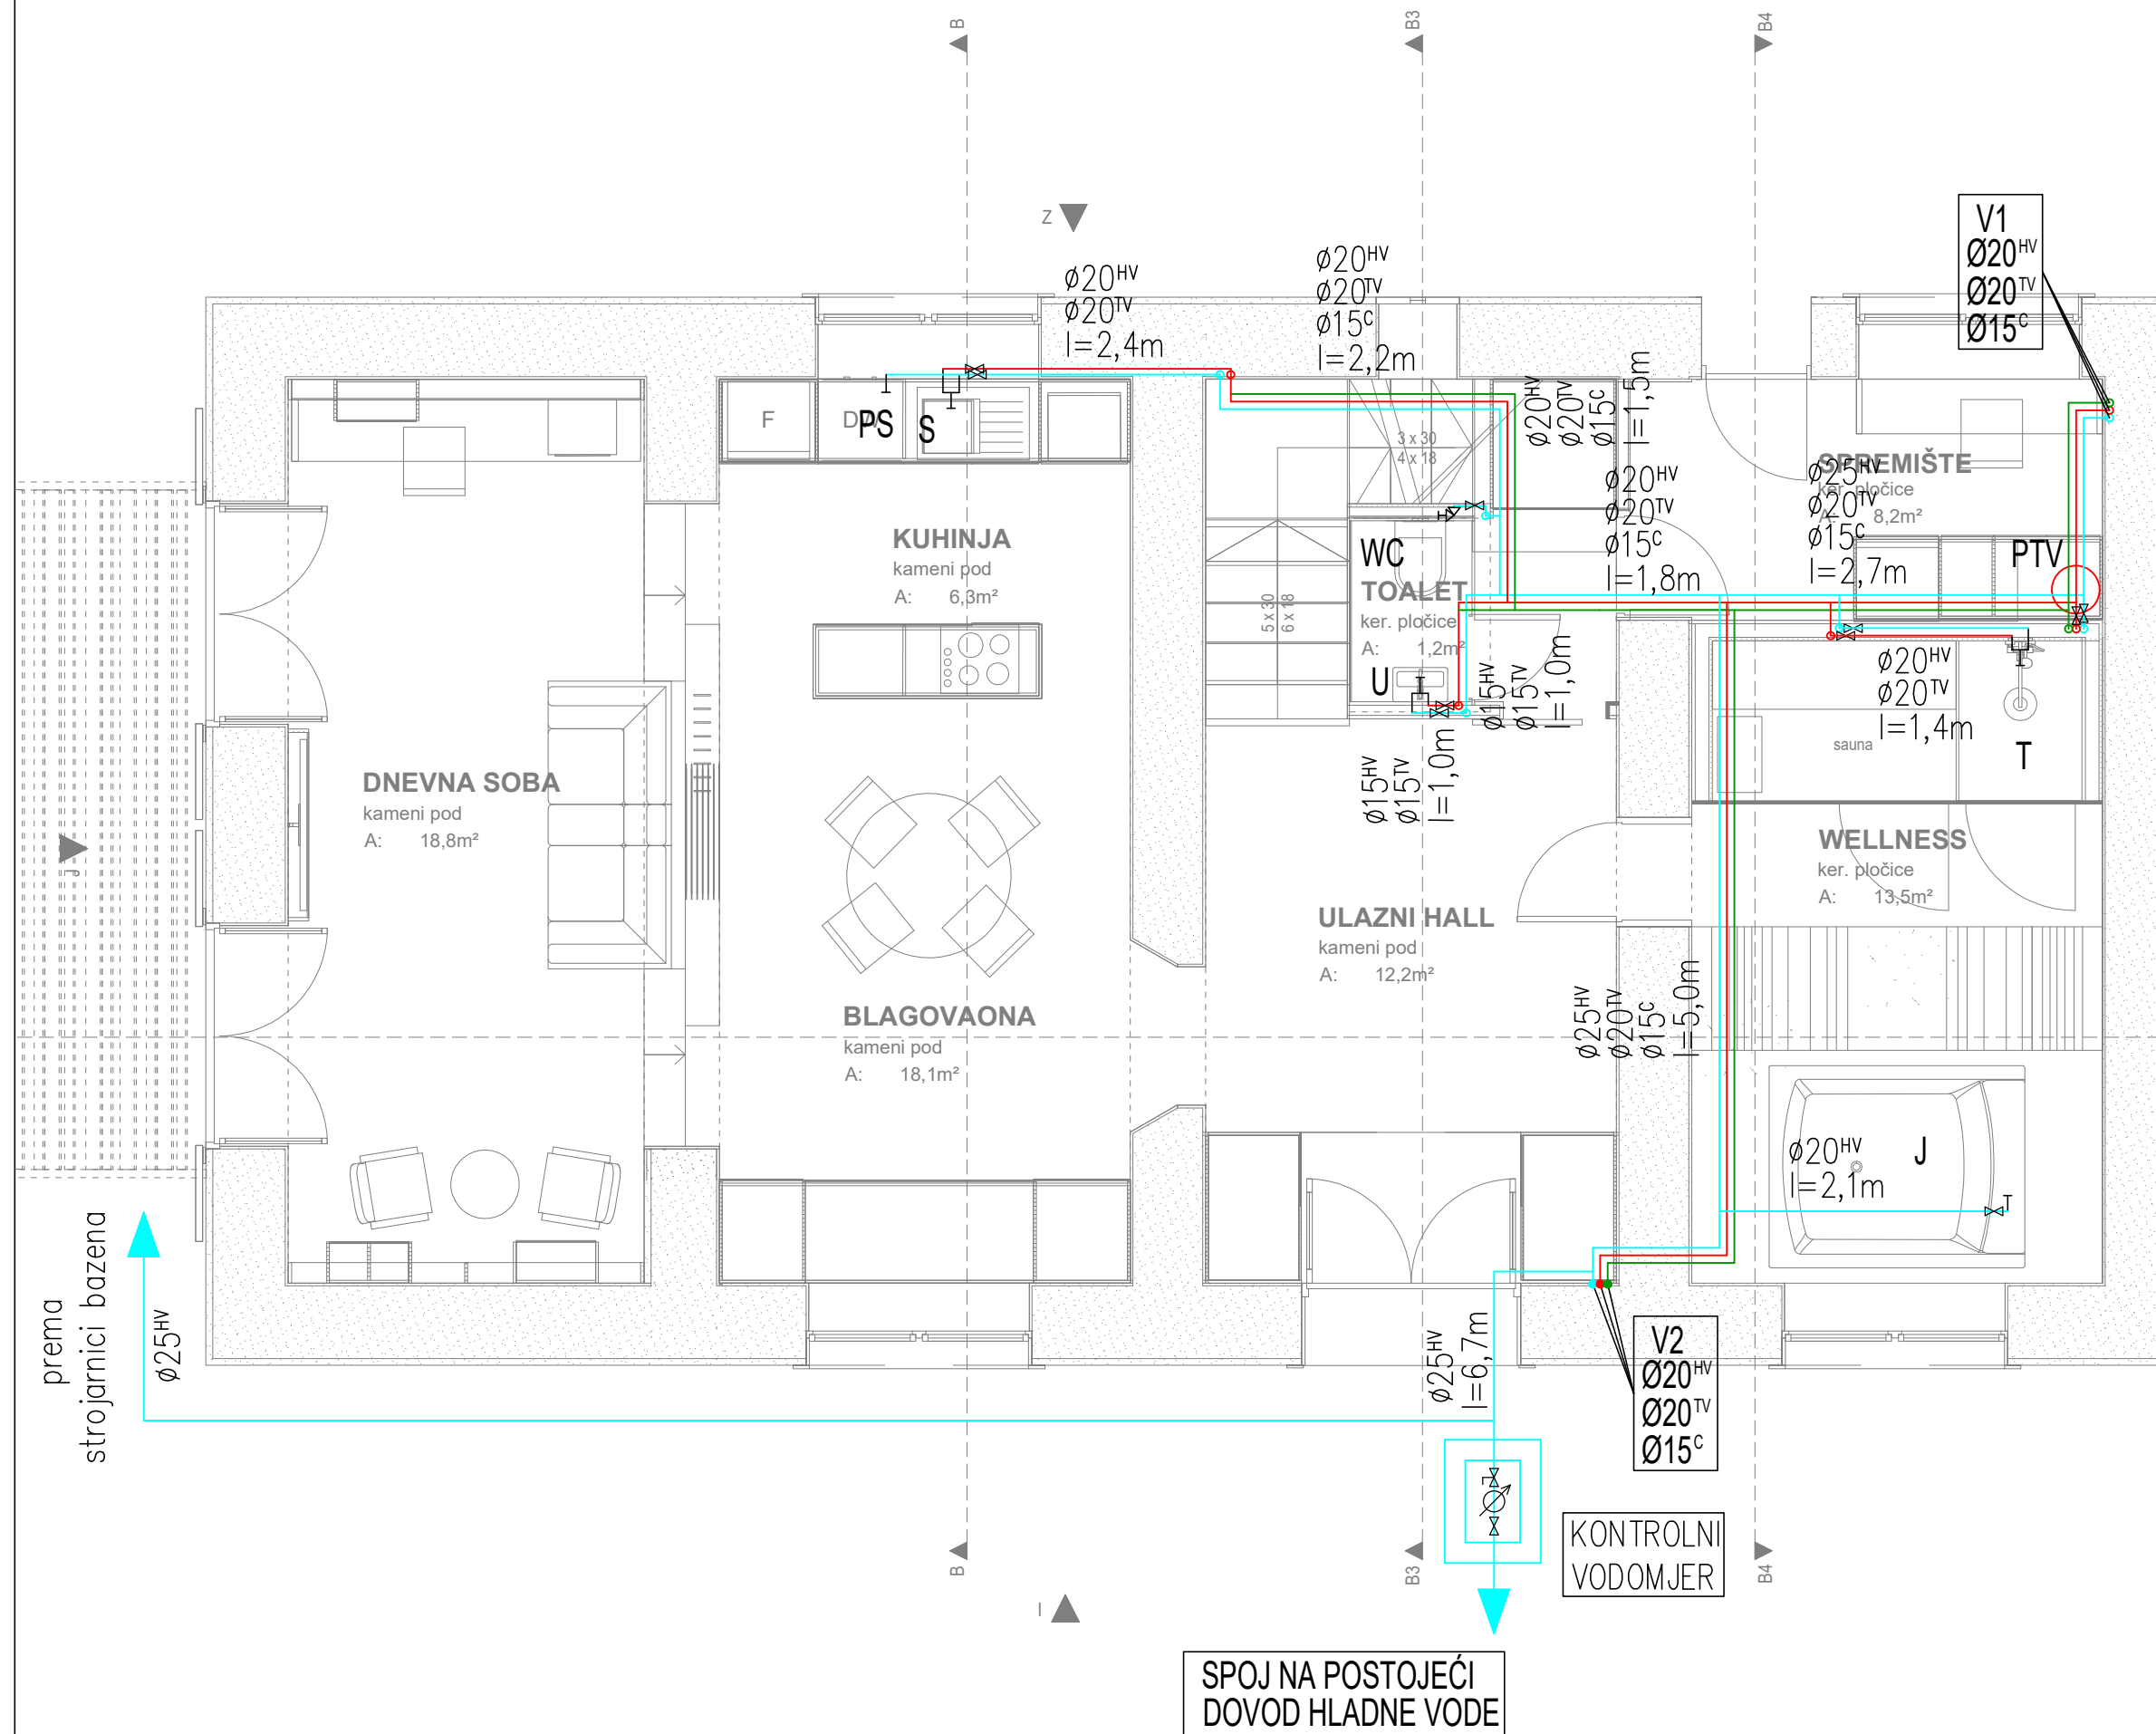 B
B3
B4
Z
V1
Ø20HV
Ø20TV
Ø15C
ø20HV
ø20TV
l=2,4m
ø20HV
ø20TV
ø15C
l=2,2m
ø20HV
ø20TV
ø15C
l=1,5m
F
PS
S
3 x 30
4 x 18
ø20HV
ø20TV
ø15C
l=1,8m
SPREMIŠTE
ker. pločice
A: 8,2m²
ø25HV
ø20TV
ø15C
l=2,7m
PTV
KUHINJA
kameni pod
A: 6,3m²
WC
TOALET
ker. pločice
A: 1,2m²
U
5 x 30
6 x 18
ø15HV
ø15TV
l=1,0m
ø15HV
ø15TV
l=1,0m
ø20HV
ø20TV
l=1,4m
sauna
T
DNEVNA SOBA
kameni pod
A: 18,8m²
J
WELLNESS
ker. pločice
A: 13,5m²
ULAZNI HALL
kameni pod
A: 12,2m²
BLAGOVAONA
kameni pod
A: 18,1m²
ø25HV
ø20TV
ø15C
l=5,0m
ø20HV
l=2,1m
J
prema
strojarnici bazena
ø25HV
ø25HV
l=6,7m
V2
Ø20HV
Ø20TV
Ø15C
KONTROLNI
VODOMJER
B
B3
B4
I
SPOJ NA POSTOJEĆI
DOVOD HLADNE VODE